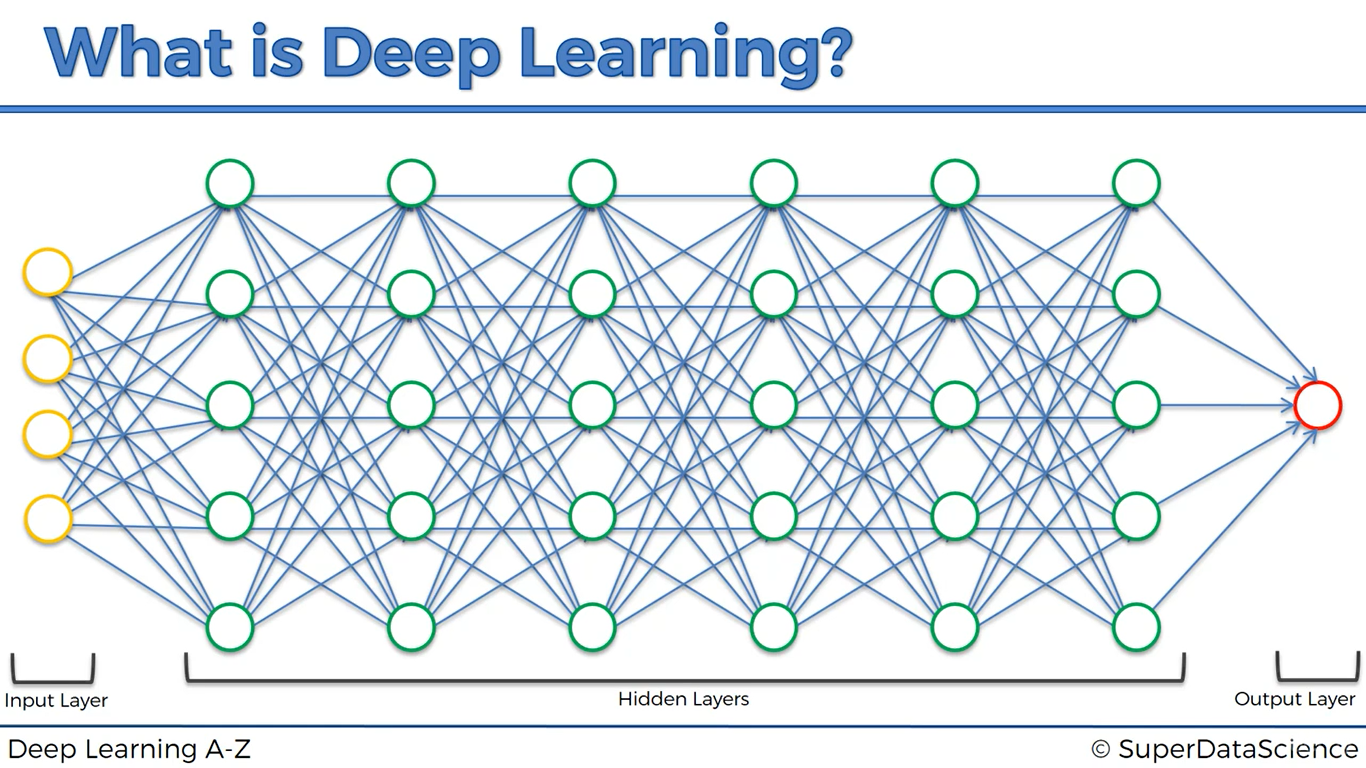 What is Deep Learning?
Input Layer
Hidden Layers
Output Layer
Deep Learning A-Z
© SuperDataScience